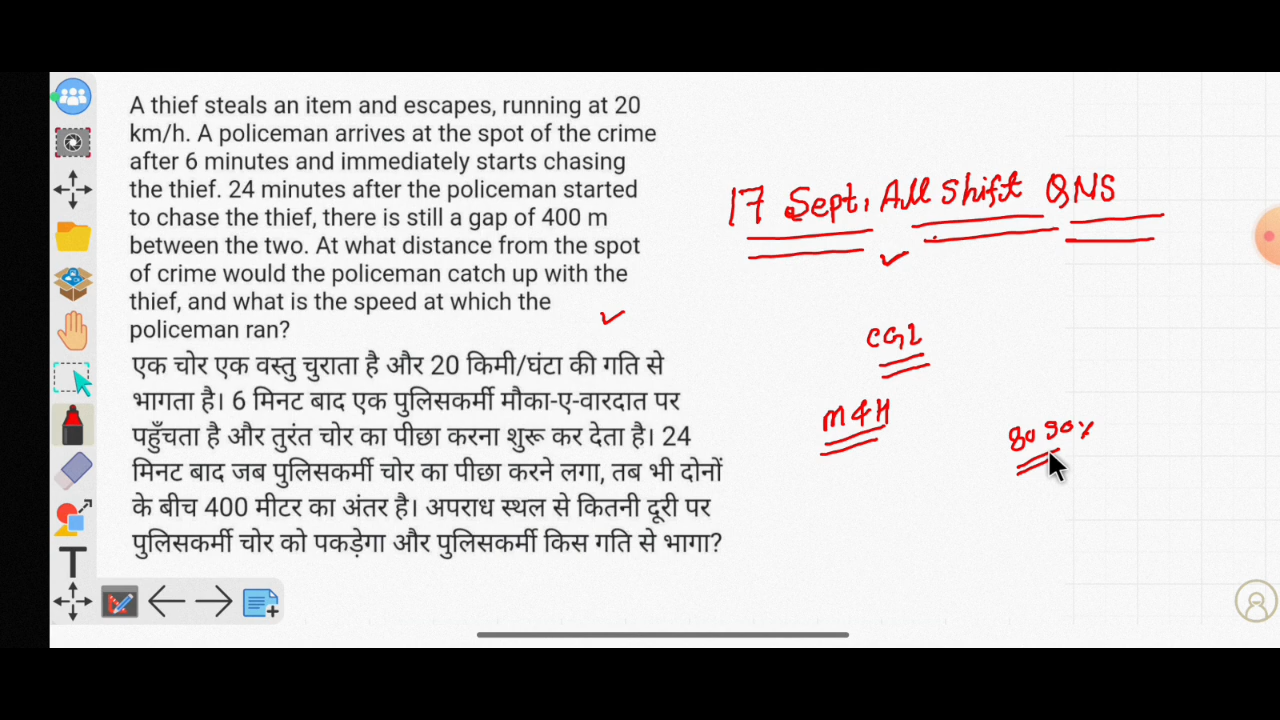 A thief steals an item and escapes, running at 20
km/h. A policeman arrives at the spot of the crime
after 6 minutes and immediately starts chasing
the thief. 24 minutes after the policeman started
to chase the thief, there is still a gap of 400 m
between the two. At what distance from the spot
of crime would the policeman catch up with the
thief, and what is the speed at which the
policeman ran?
एक चोर एक वस्तु चुराता है और 20 किमी/घंटा की गति से
भागता है। 6 मिनट बाद एक पुलिसकर्मी मौका-ए-वारदात पर
पहुँचता है और तुरंत चोर का पीछा करना शुरू कर देता है। 24
मिनट बाद जब पुलिसकर्मी चोर का पीछा करने लगा, तब भी दोनों
के बीच 400 मीटर का अंतर है। अपराध स्थल से कितनी दूरी पर
पुलिसकर्मी चोर को पकड़ेगा और पुलिसकर्मी किस गति से भागा?
17 Sept, All Shift QNS
CGL
M & H
80 90%
T